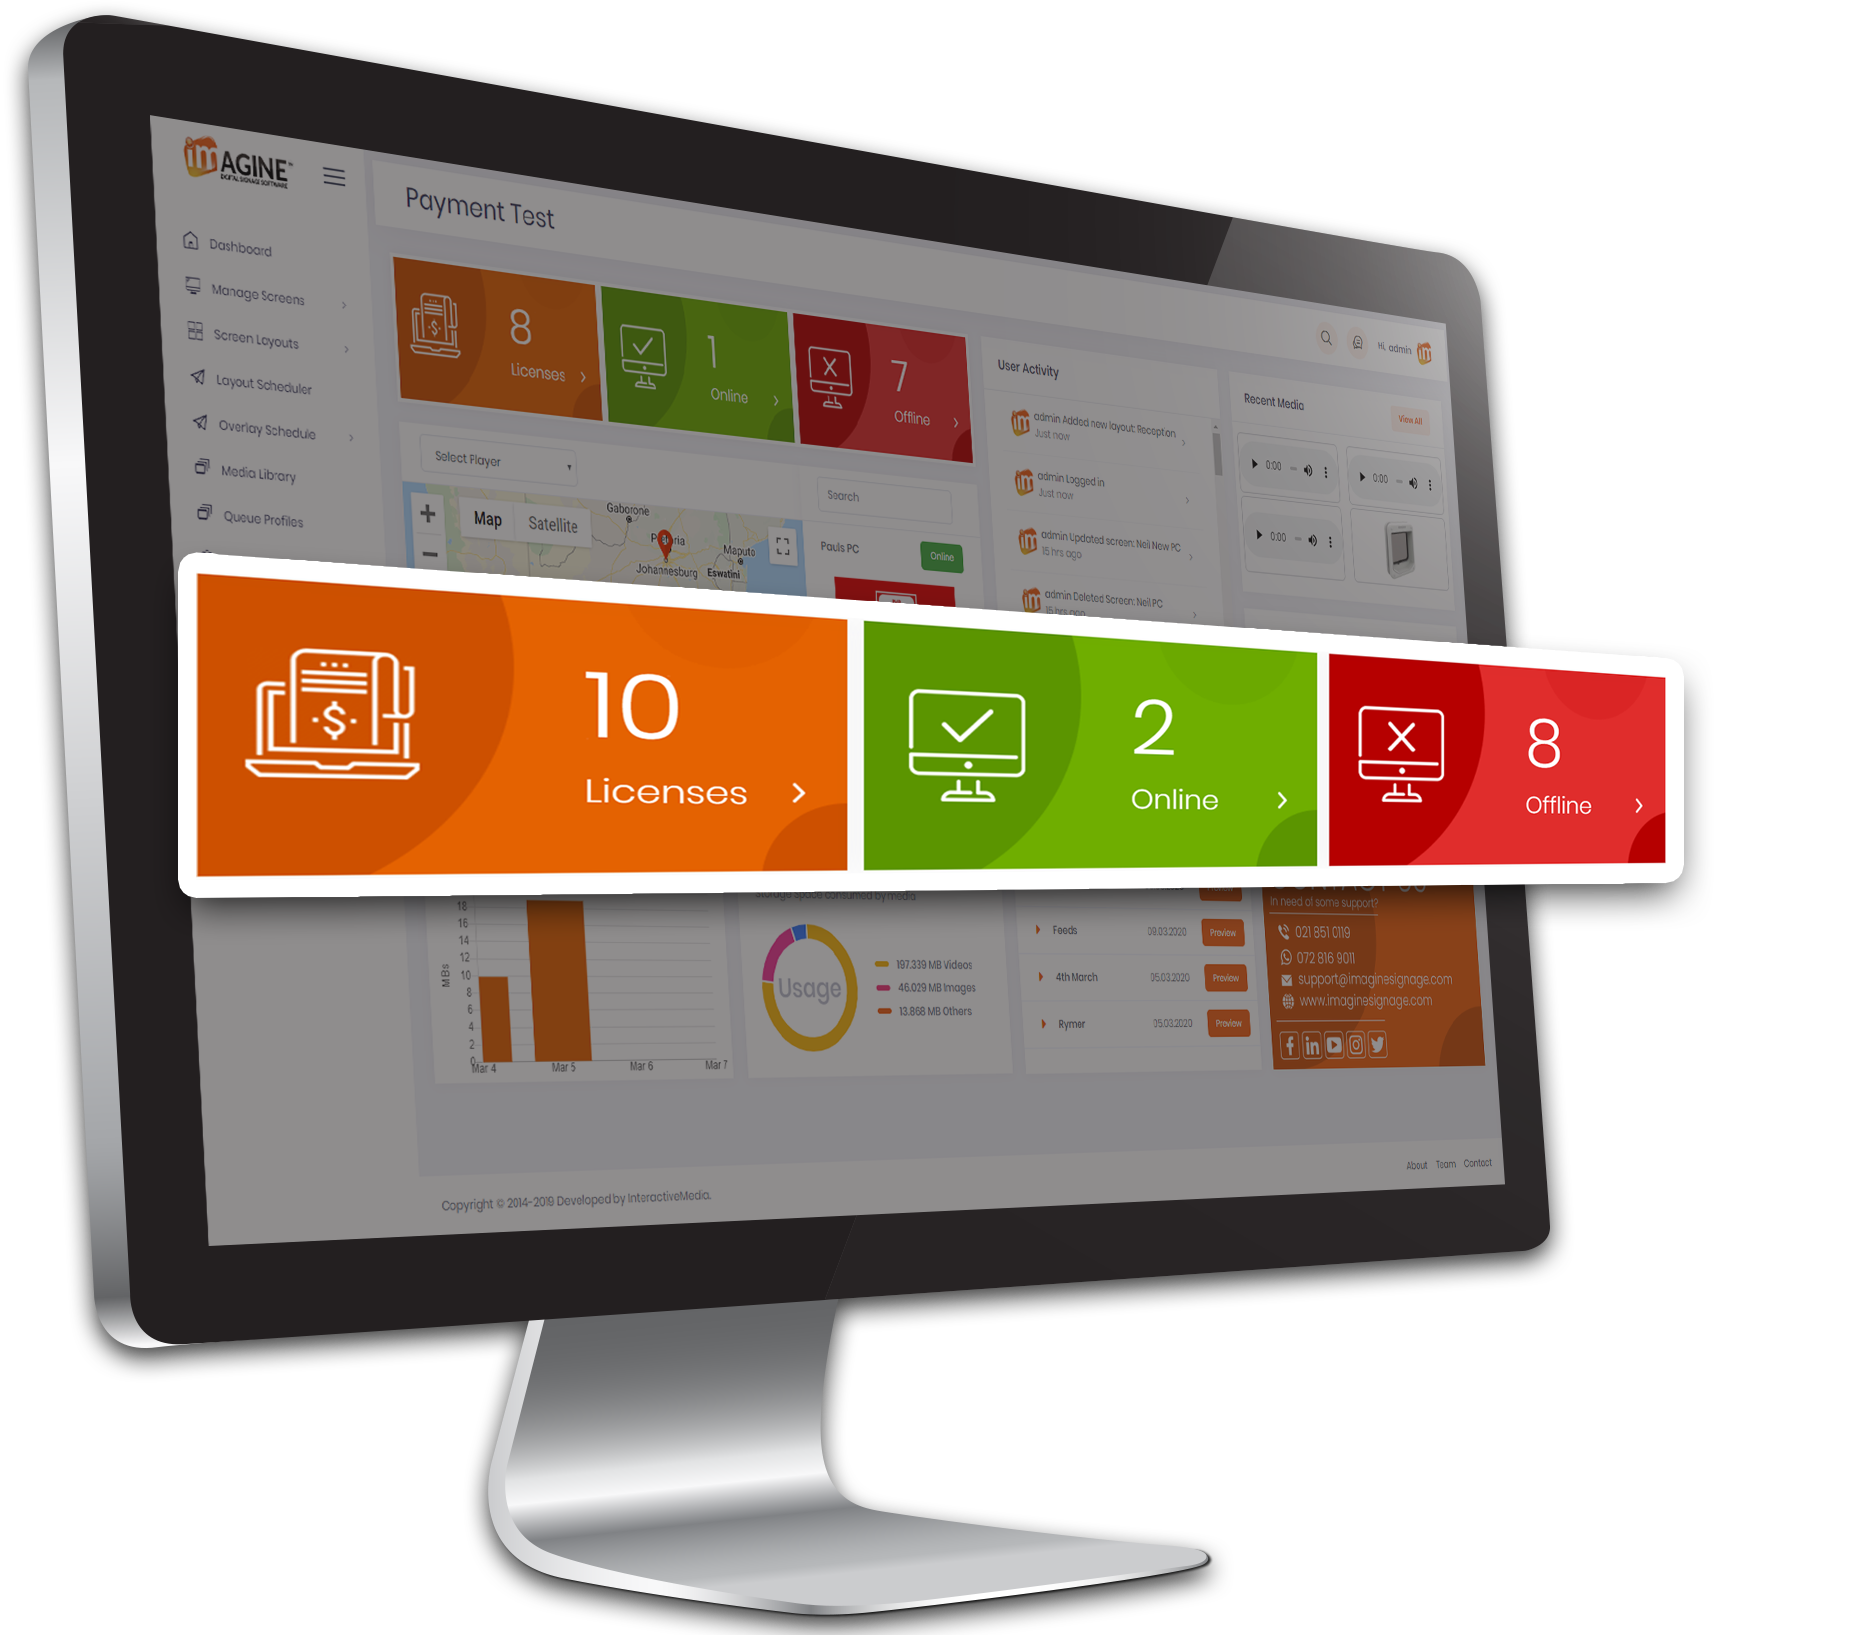 imAGINE™
DIGITAL SIGNAGE SOFTWARE
Payment Test
Hi, admin
Dashboard
Manage Screens
Screen Layouts
Layout Scheduler
Overlay Schedule
Media Library
Queue Profiles
8
Licenses
1
Online
7
Offline
Select Player
Map
Satellite
Gaborone
Johannesburg
Maputo
Eswatini
Search
Pauls PC
Online
User Activity
admin Added new layout: Reception
Just now
admin Logged in
Just now
admin Updated screen: Neil New PC
15 hrs ago
admin Deleted Screen: Neil PC
15 hrs ago
Recent Media
View All
0:00
0:00
0:00
10
Licenses
2
Online
8
Offline
MBs
18
16
14
12
10
8
6
4
2
0
Mar 4
Mar 5
Mar 6
Mar 7
Storage space consumed by media
Usage
197.339 MB Videos
46.029 MB Images
13.868 MB Others
Preview
Feeds
09.03.2020
Preview
4th March
05.03.2020
Preview
Rymer
05.03.2020
Preview
In need of some support?
021 851 0119
072 816 9011
support@imaginesignage.com
www.imaginesignage.com
About Team Contact
Copyright © 2014-2019 Developed by InteractiveMedia.